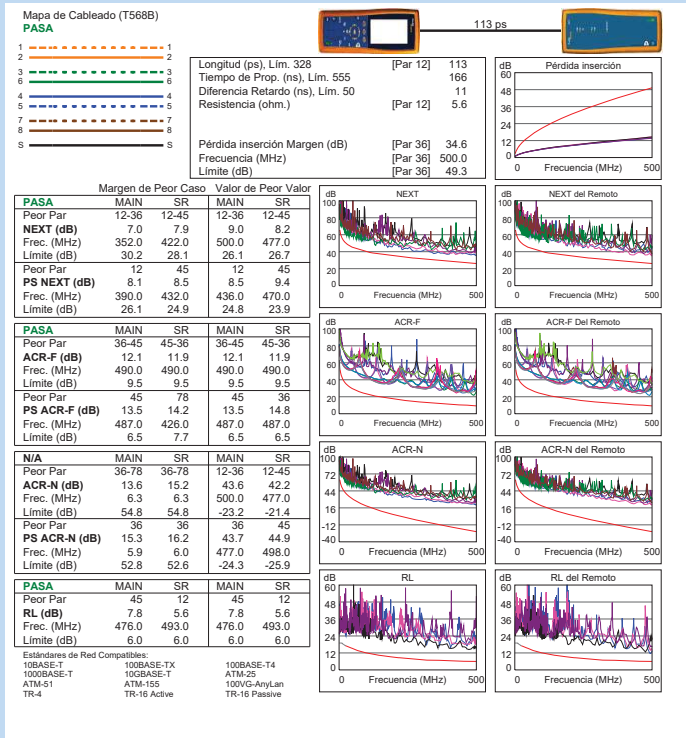 Mapa de Cableado (T568B)
PASA
113 ps
1 1
2 2
3 3
6 6
4 4
5 5
7 7
8 8
S S
Longitud (ps), Lím. 328 [Par 12] 113
Tiempo de Prop. (ns), Lím. 555 166
Diferencia Retardo (ns), Lím. 50 11
Resistencia (ohm.) [Par 12] 5.6
Pérdida inserción Margen (dB) [Par 36] 34.6
Frecuencia (MHz) [Par 36] 500.0
Límite (dB) [Par 36] 49.3
dB Pérdida inserción
60
48
36
24
12
0
0 Frecuencia (MHz) 500
Margen de Peor Caso Valor de Peor Valor
PASA MAIN SR MAIN SR
Peor Par 12-36 12-45 12-36 12-45
NEXT (dB) 7.0 7.9 9.0 8.2
Frec. (MHz) 352.0 422.0 500.0 477.0
Límite (dB) 30.2 28.1 26.1 26.7
Peor Par 12 45 12 45
PS NEXT (dB) 8.1 8.5 8.5 9.4
Frec. (MHz) 390.0 432.0 436.0 470.0
Límite (dB) 26.1 24.9 24.8 23.9
dB NEXT
100
80
60
40
20
0
0 Frecuencia (MHz) 500
dB NEXT del Remoto
100
80
60
40
20
0
0 Frecuencia (MHz) 500
PASA MAIN SR MAIN SR
Peor Par 36-45 45-36 36-45 45-36
ACR-F (dB) 12.1 11.9 12.1 11.9
Frec. (MHz) 490.0 490.0 490.0 490.0
Límite (dB) 9.5 9.5 9.5 9.5
Peor Par 45 78 45 36
PS ACR-F (dB) 13.5 14.2 13.5 14.8
Frec. (MHz) 487.0 426.0 487.0 487.0
Límite (dB) 6.5 7.7 6.5 6.5
dB ACR-F
100
80
60
40
20
0
0 Frecuencia (MHz) 500
dB ACR-F Del Remoto
100
80
60
40
20
0
0 Frecuencia (MHz) 500
N/A MAIN SR MAIN SR
Peor Par 36-78 36-78 12-36 12-45
ACR-N (dB) 13.6 15.2 43.6 42.2
Frec. (MHz) 6.3 6.3 500.0 477.0
Límite (dB) 54.8 54.8 -23.2 -21.4
Peor Par 36 36 36 45
PS ACR-N (dB) 15.3 16.2 43.7 44.9
Frec. (MHz) 5.9 6.0 477.0 498.0
Límite (dB) 52.8 52.6 -24.3 -25.9
dB ACR-N
100
72
44
16
-12
-40
0 Frecuencia (MHz) 500
dB ACR-N del Remoto
100
72
44
16
-12
-40
0 Frecuencia (MHz) 500
PASA MAIN SR MAIN SR
Peor Par 45 12 45 12
RL (dB) 7.8 5.6 7.8 5.6
Frec. (MHz) 476.0 493.0 476.0 493.0
Límite (dB) 6.0 6.0 6.0 6.0
dB RL
60
48
36
24
12
0
0 Frecuencia (MHz) 500
dB RL del Remoto
60
48
36
24
12
0
0 Frecuencia (MHz) 500
Estándares de Red Compatibles:
10BASE-T 100BASE-TX 100BASE-T4
1000BASE-T 10GBASE-T ATM-25
ATM-51 ATM-155 100VG-AnyLan
TR-4 TR-16 Active TR-16 Passive